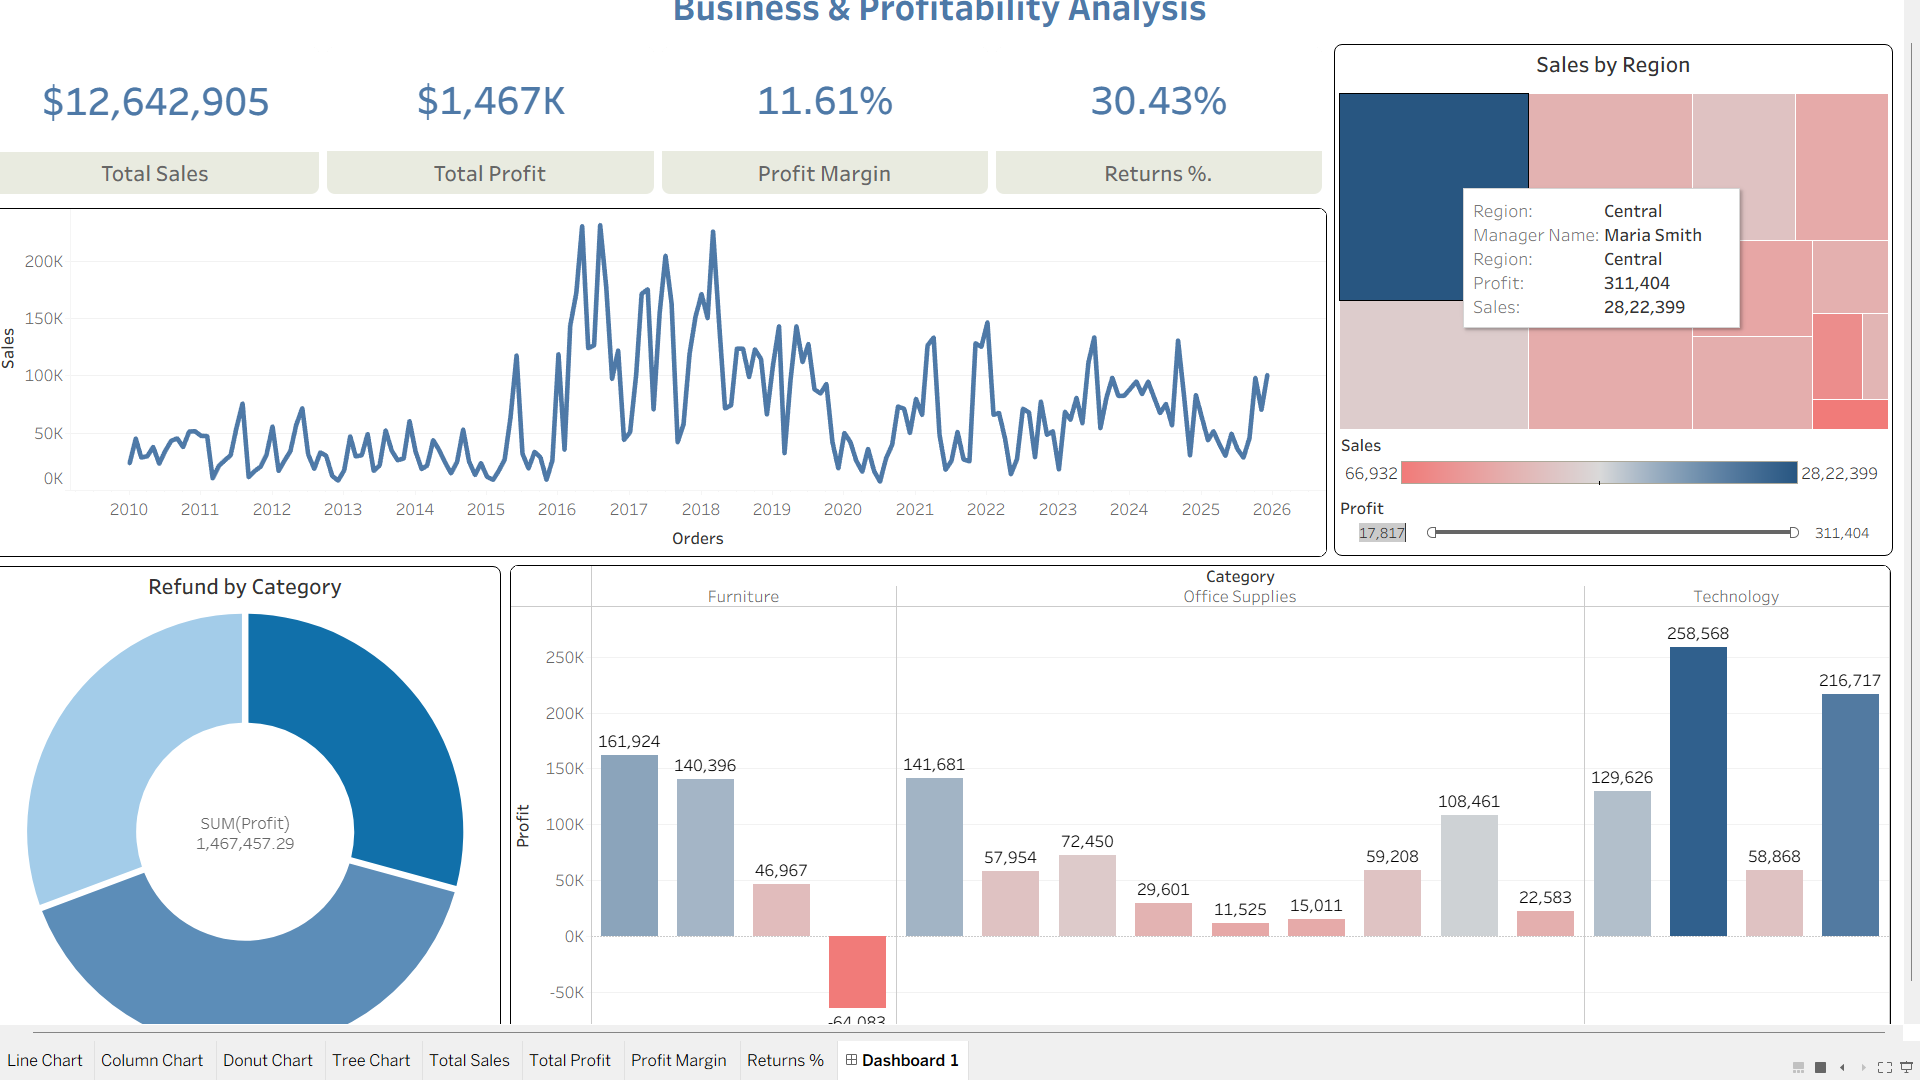 Business & Profitability Analysis
$12,642,905
$1,467K
11.61%
30.43%
Total Sales
Total Profit
Profit Margin
Returns %.
Sales
200K
150K
100K
50K
0K
2010 2011 2012 2013 2014 2015 2016 2017 2018 2019 2020 2021 2022 2023 2024 2025 2026
Orders
Sales by Region
Region: Central
Manager Name: Maria Smith
Region: Central
Profit: 311,404
Sales: 28,22,399
Sales
66,932 28,22,399
Profit
17,817 311,404
Refund by Category
SUM(Profit)
1,467,457.29
Category
Furniture Office Supplies Technology
Profit
250K
200K
150K
100K
50K
0K
-50K
161,924
140,396
46,967
-64,083
141,681
57,954
72,450
29,601
11,525
15,011
59,208
108,461
22,583
129,626
258,568
58,868
216,717
Line Chart Column Chart Donut Chart Tree Chart Total Sales Total Profit Profit Margin Returns % Dashboard 1